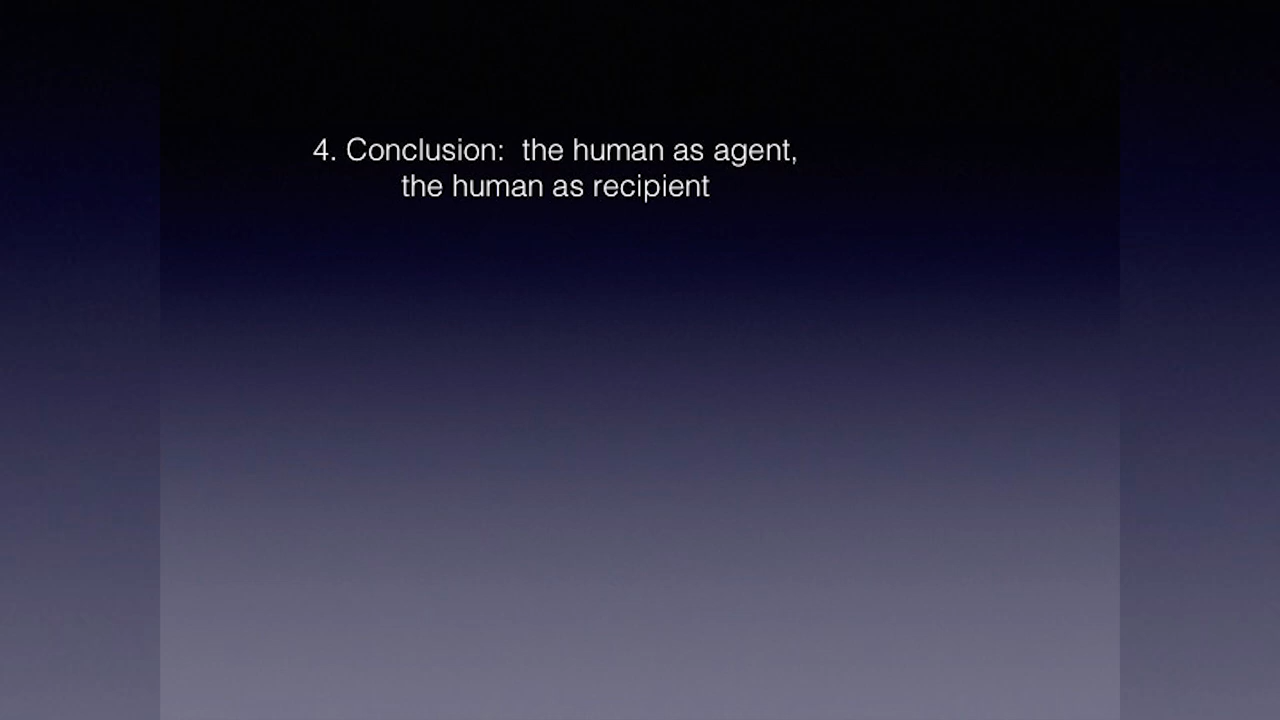 4. Conclusion:  the human as agent,
the human as recipient